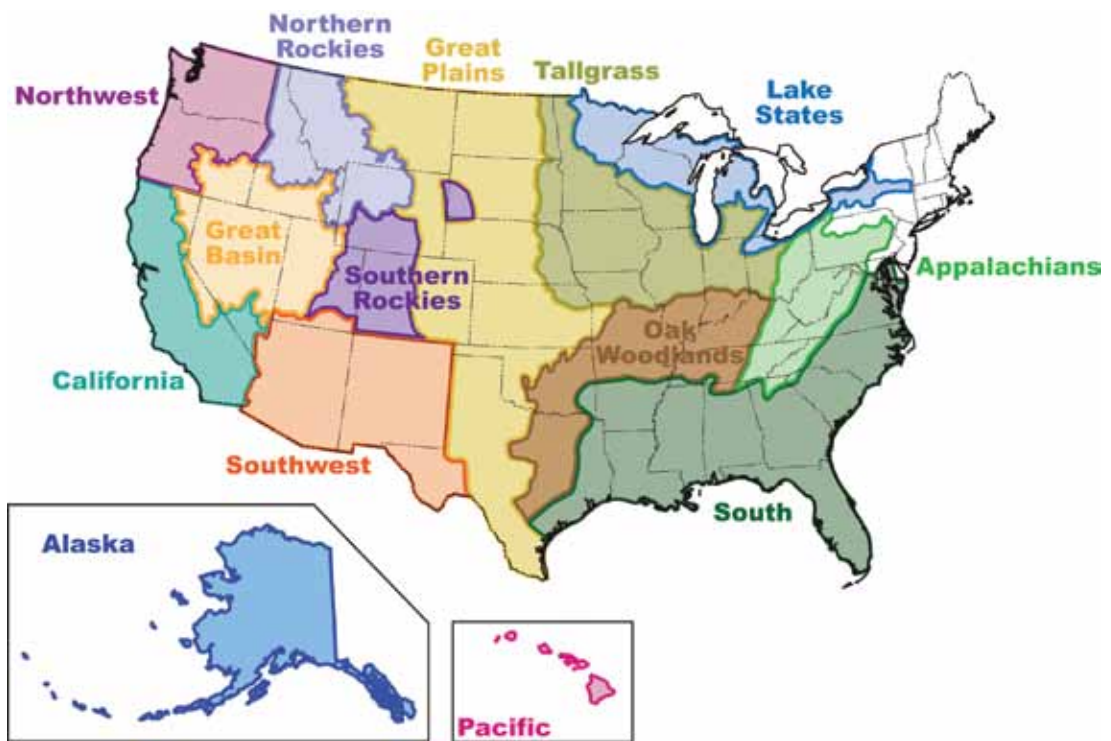 Northern
Rockies
Great
Plains
Tallgrass
Lake
States
Northwest
Great
Basin
Southern
Rockies
Appalachians
Oak
Woodlands
California
Southwest
South
Alaska
Pacific